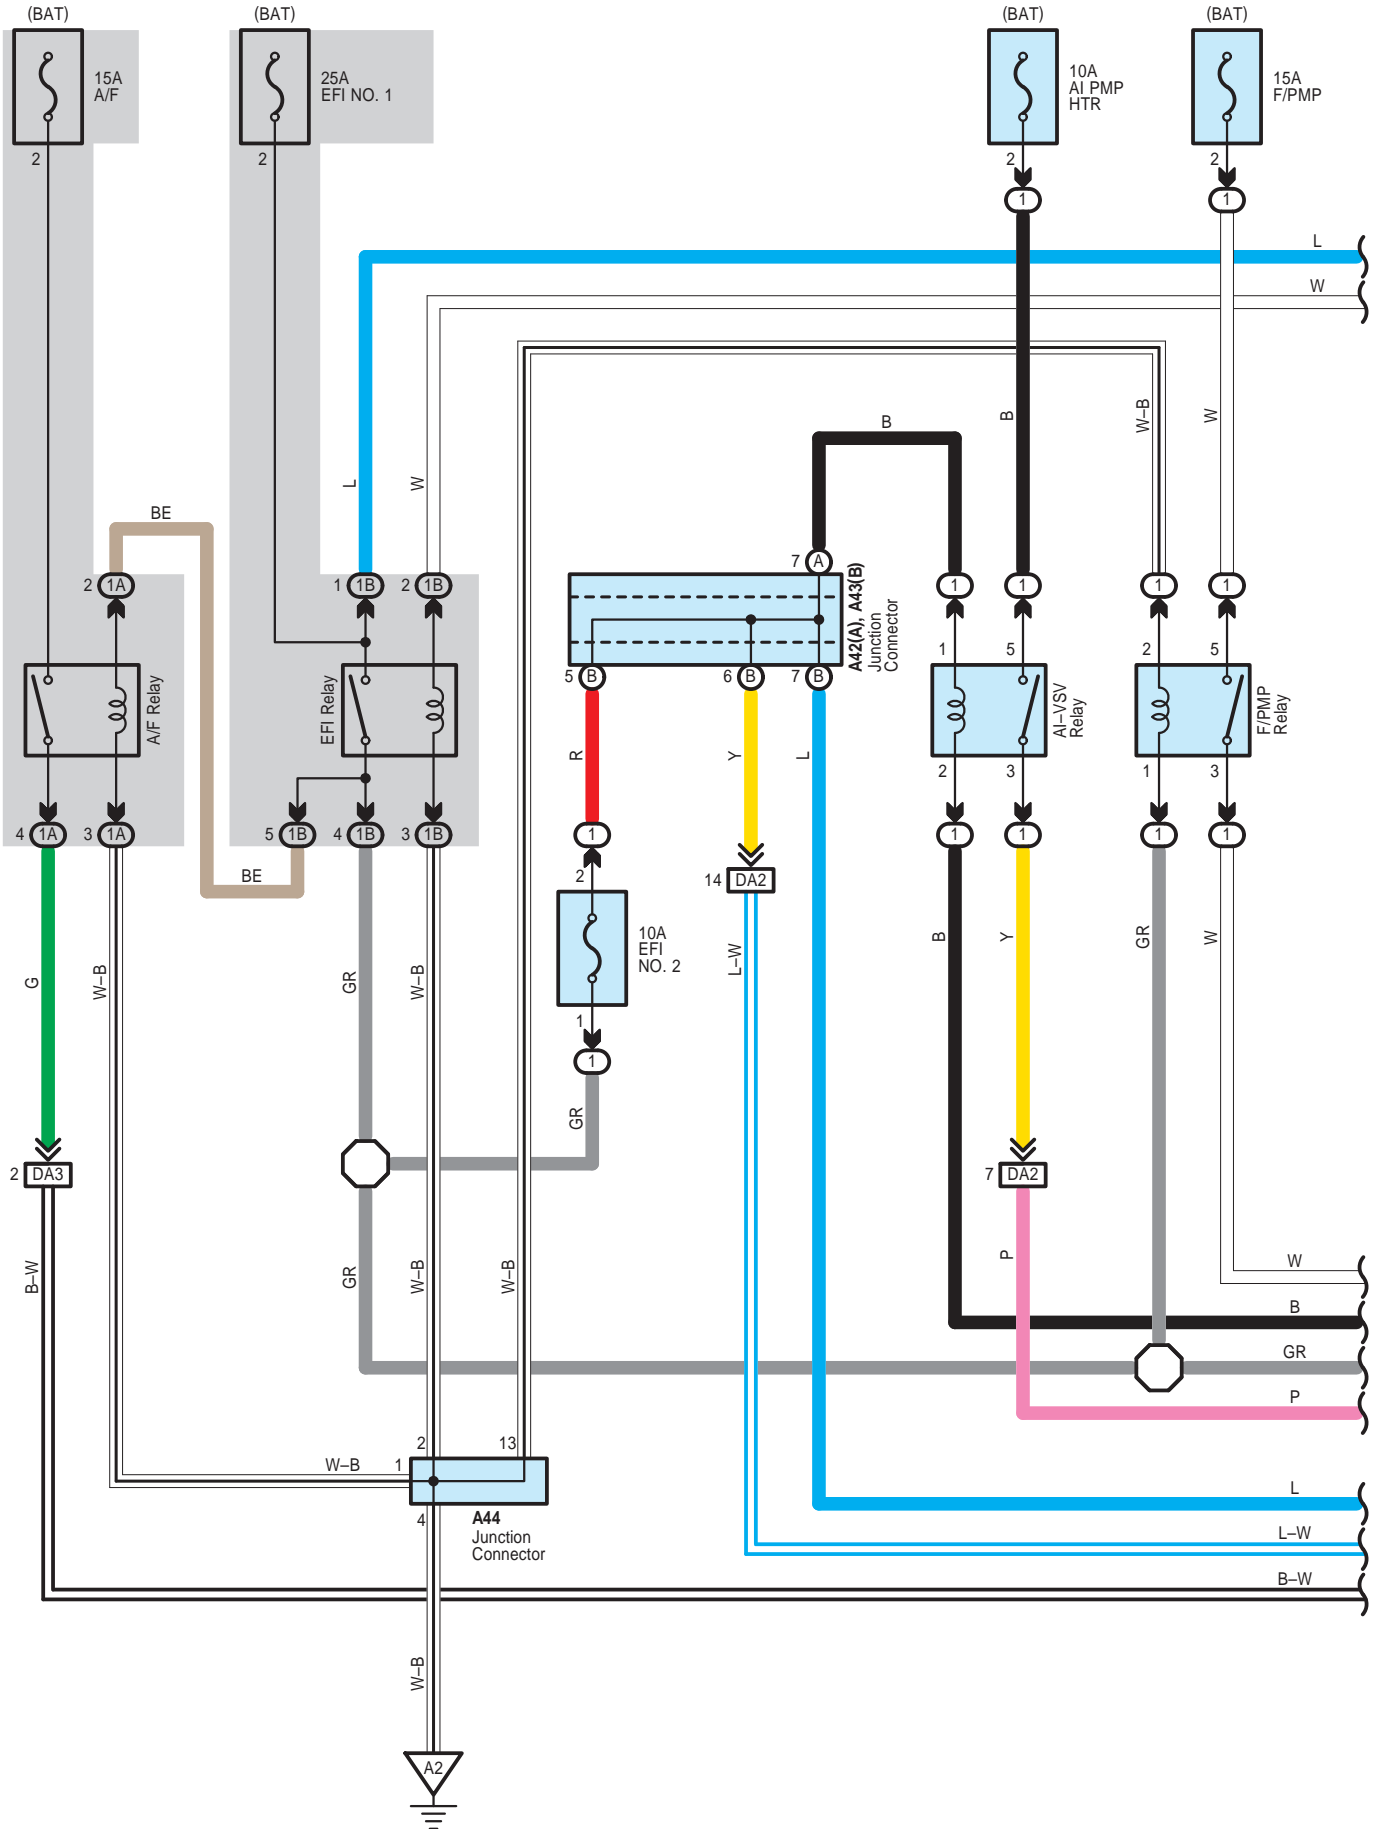 (BAT)
(BAT)
(BAT)
(BAT)
15A
A/F
25A
EFI NO. 1
10A
AI PMP
HTR
15A
F/PMP
2
2
2
2
1
1
L
W
B
W–B
W
B
L
W
BE
7 A
2 1A
1 1B
2 1B
1
1
1
1
A42(A), A43(B)
Junction
Connector
1
5
2
5
5 B
6 B
7 B
A/F Relay
EFI Relay
AI–VSV
Relay
F/PMP
Relay
R
Y
L
2
3
1
3
4 1A
3 1A
5 1B
4 1B
3 1B
1
1
1
1
1
BE
2
14 DA2
10A
EFI
NO. 2
G
W–B
GR
W–B
L–W
B
Y
GR
W
1
1
GR
2 DA3
7 DA2
B–W
GR
W–B
W–B
P
W
B
GR
P
2
13
W–B
1
4
A44
Junction
Connector
L
L–W
B–W
W–B
A2